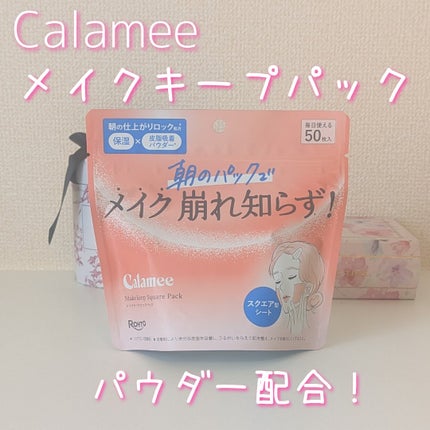 Calamee
メイクキープパック
朝の仕上がりロック処方
毎日使える
50枚入
保湿 × 皮脂吸着パウダー*
朝のパックで
メイク崩れ知らず！
Calamee
Makekeep Square Pack
スクエア型
シート
ROHTO
パウダー配合！